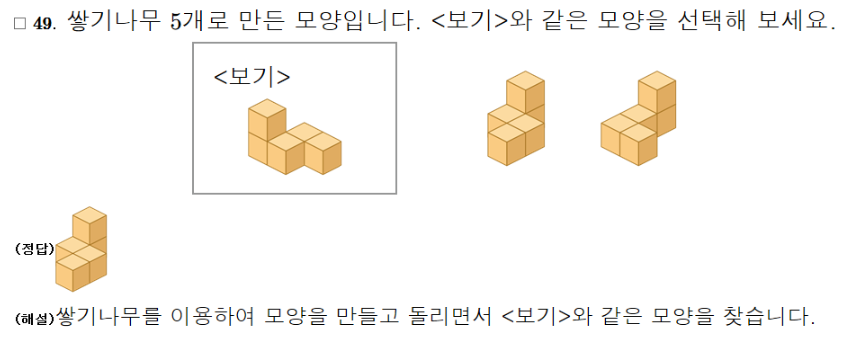 □ 49. 쌓기나무 5개로 만든 모양입니다. <보기>와 같은 모양을 선택해 보세요.
<보기>
(정답)
(해설)쌓기나무를 이용하여 모양을 만들고 돌리면서 <보기>와 같은 모양을 찾습니다.